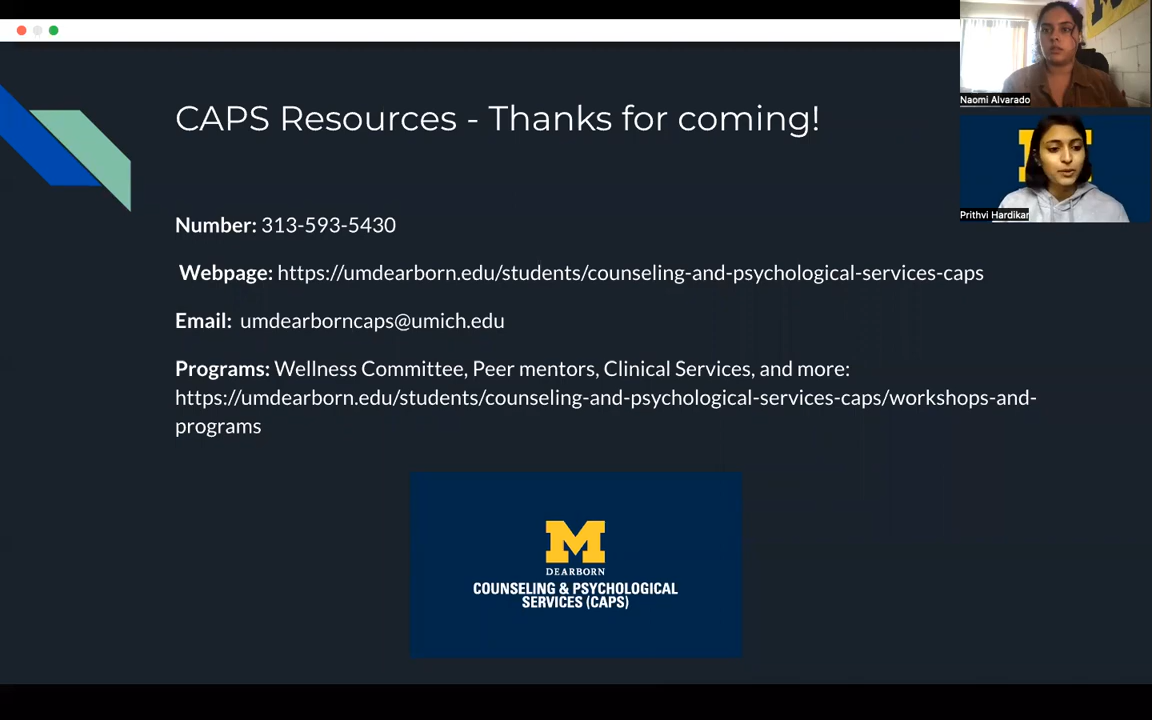 CAPS Resources - Thanks for coming!
Number: 313-593-5430
Webpage: https://umdearborn.edu/students/counseling-and-psychological-services-caps
Email: umdearborncaps@umich.edu
Programs: Wellness Committee, Peer mentors, Clinical Services, and more:
https://umdearborn.edu/students/counseling-and-psychological-services-caps/workshops-and-
programs
M
DEARBORN
COUNSELING & PSYCHOLOGICAL
SERVICES (CAPS)
Naomi Alvarado
Prithvi Hardikar